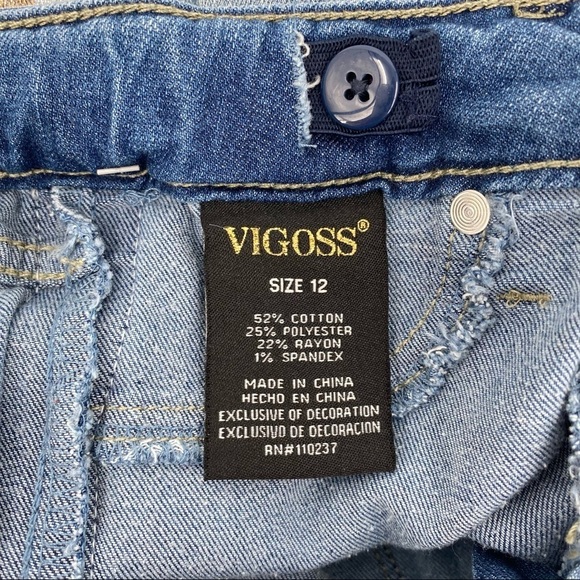 VIGOSS®
SIZE 12
52% COTTON
25% POLYESTER
22% RAYON
1% SPANDEX
MADE IN CHINA
HECHO EN CHINA
EXCLUSIVE OF DECORATION
EXCLUSIVO DE DECORACION
RN#110237